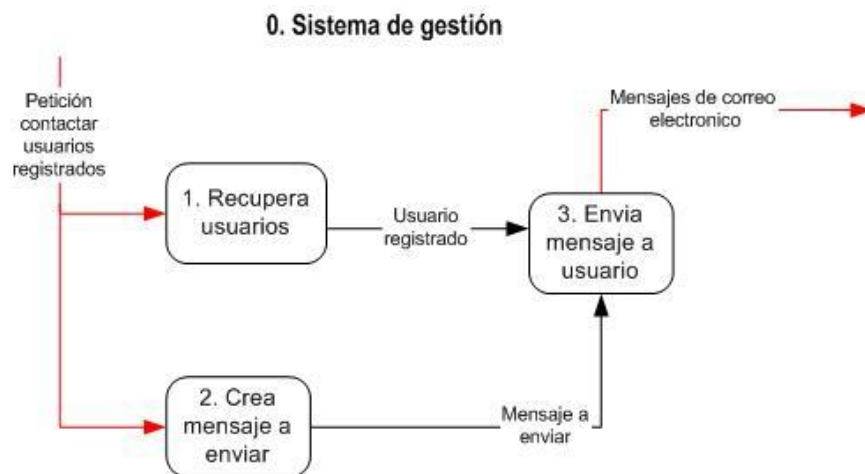 0. Sistema de gestión
Petición
contactar
usuarios
registrados
Mensajes de correo
electronico
1. Recupera
usuarios
Usuario
registrado
3. Envia
mensaje a
usuario
2. Crea
mensaje a
enviar
Mensaje a
enviar